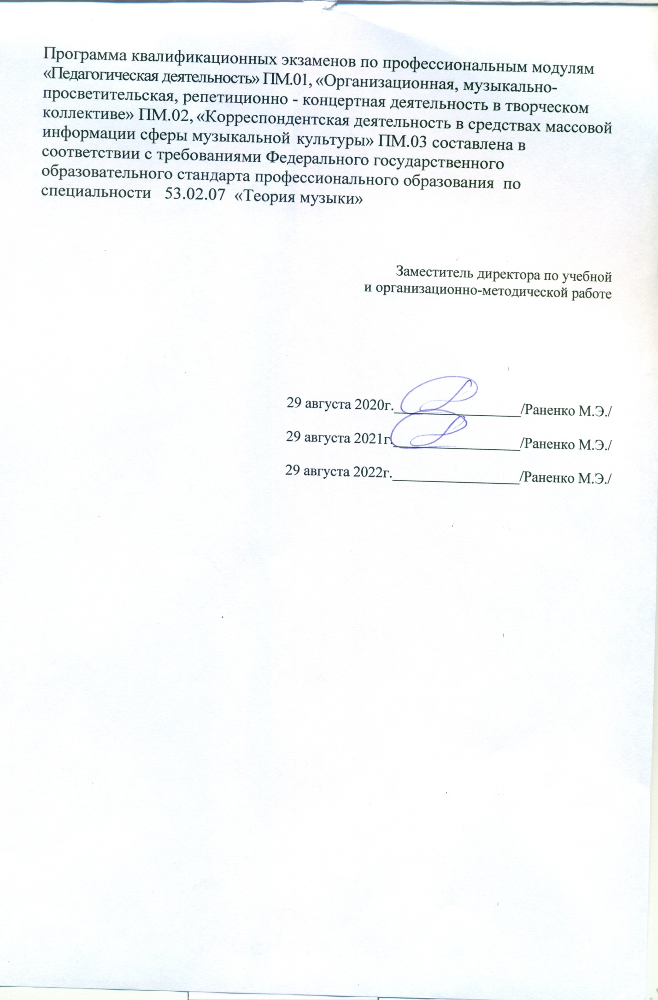 Программа квалификационных экзаменов по профессиональным модулям
«Педагогическая деятельность» ПМ.01, «Организационная, музыкально-
просветительская, репетиционно - концертная деятельность в творческом
коллективе» ПМ.02, «Корреспондентская деятельность в средствах массовой
информации сферы музыкальной культуры» ПМ.03 составлена в
соответствии с требованиями Федерального государственного
образовательного стандарта профессионального образования по
специальности 53.02.07 «Теория музыки»
Заместитель директора по учебной
и организационно-методической работе
29 августа 2020г.________________/Раненко М.Э./
29 августа 2021г.________________/Раненко М.Э./
29 августа 2022г.________________/Раненко М.Э./